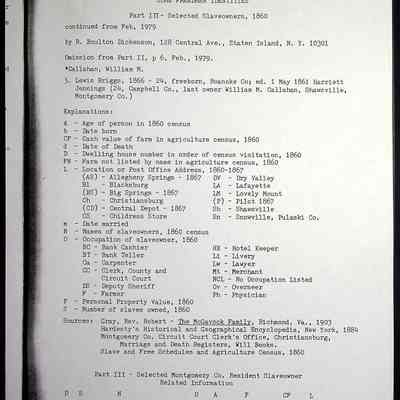 SOME FREEDMEN IDENTITIES
Part III- Selected Slaveowners, 1860
continued from Feb, 1979
by R. Boulton Dickenson, 128 Central Ave., Staten Island, N. Y. 10301
Omission from Part II, p 6, Feb., 1979.
*Callahan, William M.
3. Lewis Briggs, 1866 - 24, freeborn, Roanoke Co; md. 1 May 1861 Harriett
Jennings (24, Campbell Co., last owner William M. Callahan, Shawsville,
Montgomery Co.)
Explanations:
a - Age of person in 1860 census
b - Date born
CF - Cash value of farm in agriculture census, 1860
d - Date of Death
D - Dwelling house number in order of census visitation, 1860
FN - Farm not listed by name in agriculture census, 1860
L - Location or Post Office Address, 1860-1867
(AS) - Allegheny Springs - 1867 DV - Dry Valley
Bl - Blacksburg LA - Lafayette
(BS) - Big Springs - 1867 LM - Lovely Mount
Ch - Christiansburg (P) - Pilot 1867
(CD) - Central Depot - 1867 Sh - Shawsville
CS - Childress Store Sn - Snowville, Pulaski Co.
m - Date married
N - Names of slaveowners, 1860 census
O - Occupation of slaveowner, 1860
BC - Bank Cashier HK - Hotel Keeper
BT - Bank Teller Li - Livery
Ca - Carpenter Lw - Lawyer
CC - Clerk, County and Mt - Merchant
Circuit Court NOL - No Occupation Listed
DS - Deputy Sheriff Ov - Overseer
F - Farmer Ph - Physician
P - Personal Property Value, 1860
S - Number of slaves owned, 1860
Sources: Gray, Rev. Robert - The McGavock Family, Richmond, Va., 1903
Hardesty's Historical and Geographical Encyclopedia, New York, 1884
Montgomery Co. Circuit Court Clerk's Office, Christiansburg,
Marriage and Death Registers, Will Books.
Slave and Free Schedules and Agriculture Census, 1860
Part III - Selected Montgomery Co. Resident Slaveowner
Related Information
D S N O A F CF L